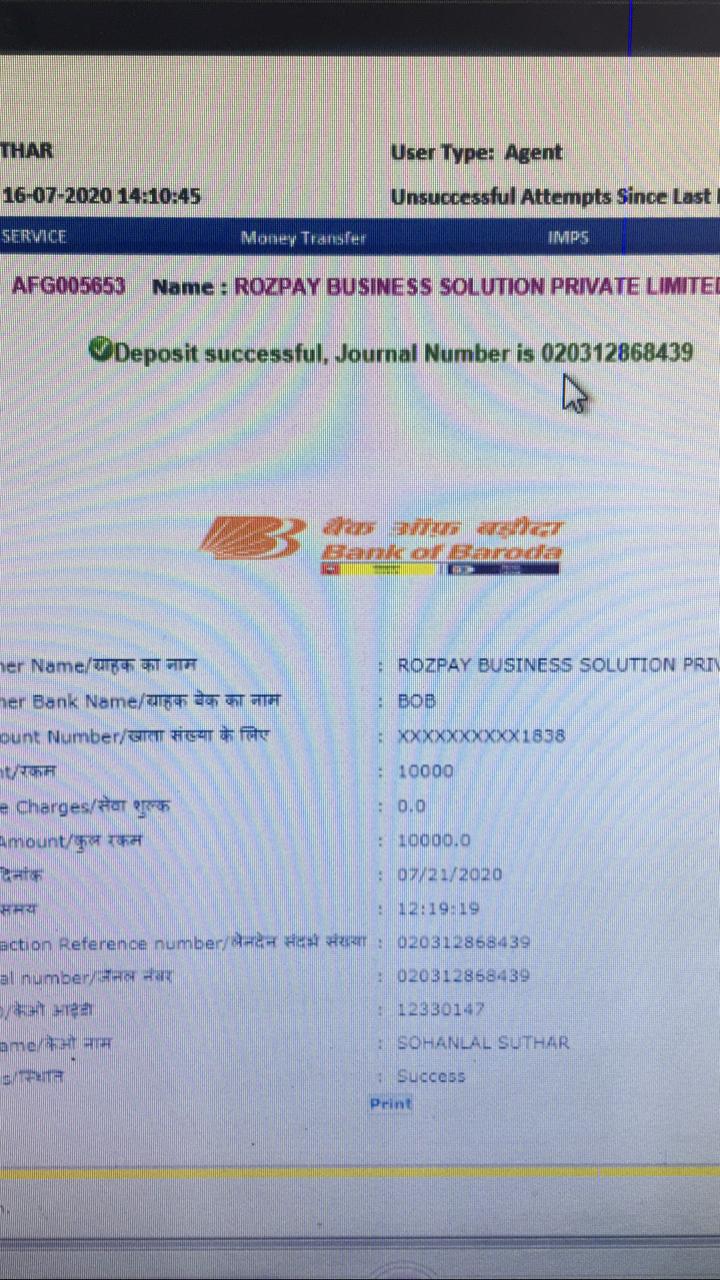 THAR
User Type: Agent
16-07-2020 14:10:45
Unsuccessful Attempts Since Last
SERVICE Money Transfer IMPS
AFG005653 Name : ROZPAY BUSINESS SOLUTION PRIVATE LIMITE
Deposit successful, Journal Number is 020312868439
बैंक ऑफ़ बड़ौदा
Bank of Baroda
ner Name/ग्राहक का नाम : ROZPAY BUSINESS SOLUTION PRIV
ner Bank Name/ग्राहक बेंक का नाम : BOB
ount Number/खाता संख्या के लिए : XXXXXXXXXX1638
nt/रकम : 10000
e Charges/सेवा शुल्क : 0.0
Amount/कुल रकम : 10000.0
दिनांक : 07/21/2020
समय : 12:19:19
action Reference number/लेनदेन संदर्भ संख्या : 020312868439
al number/जॅनल नंबर : 020312868439
/केओ आईडी : 12330147
ame/केओ नाम : SOHANLAL SUTHAR
s/स्थिति : Success
Print